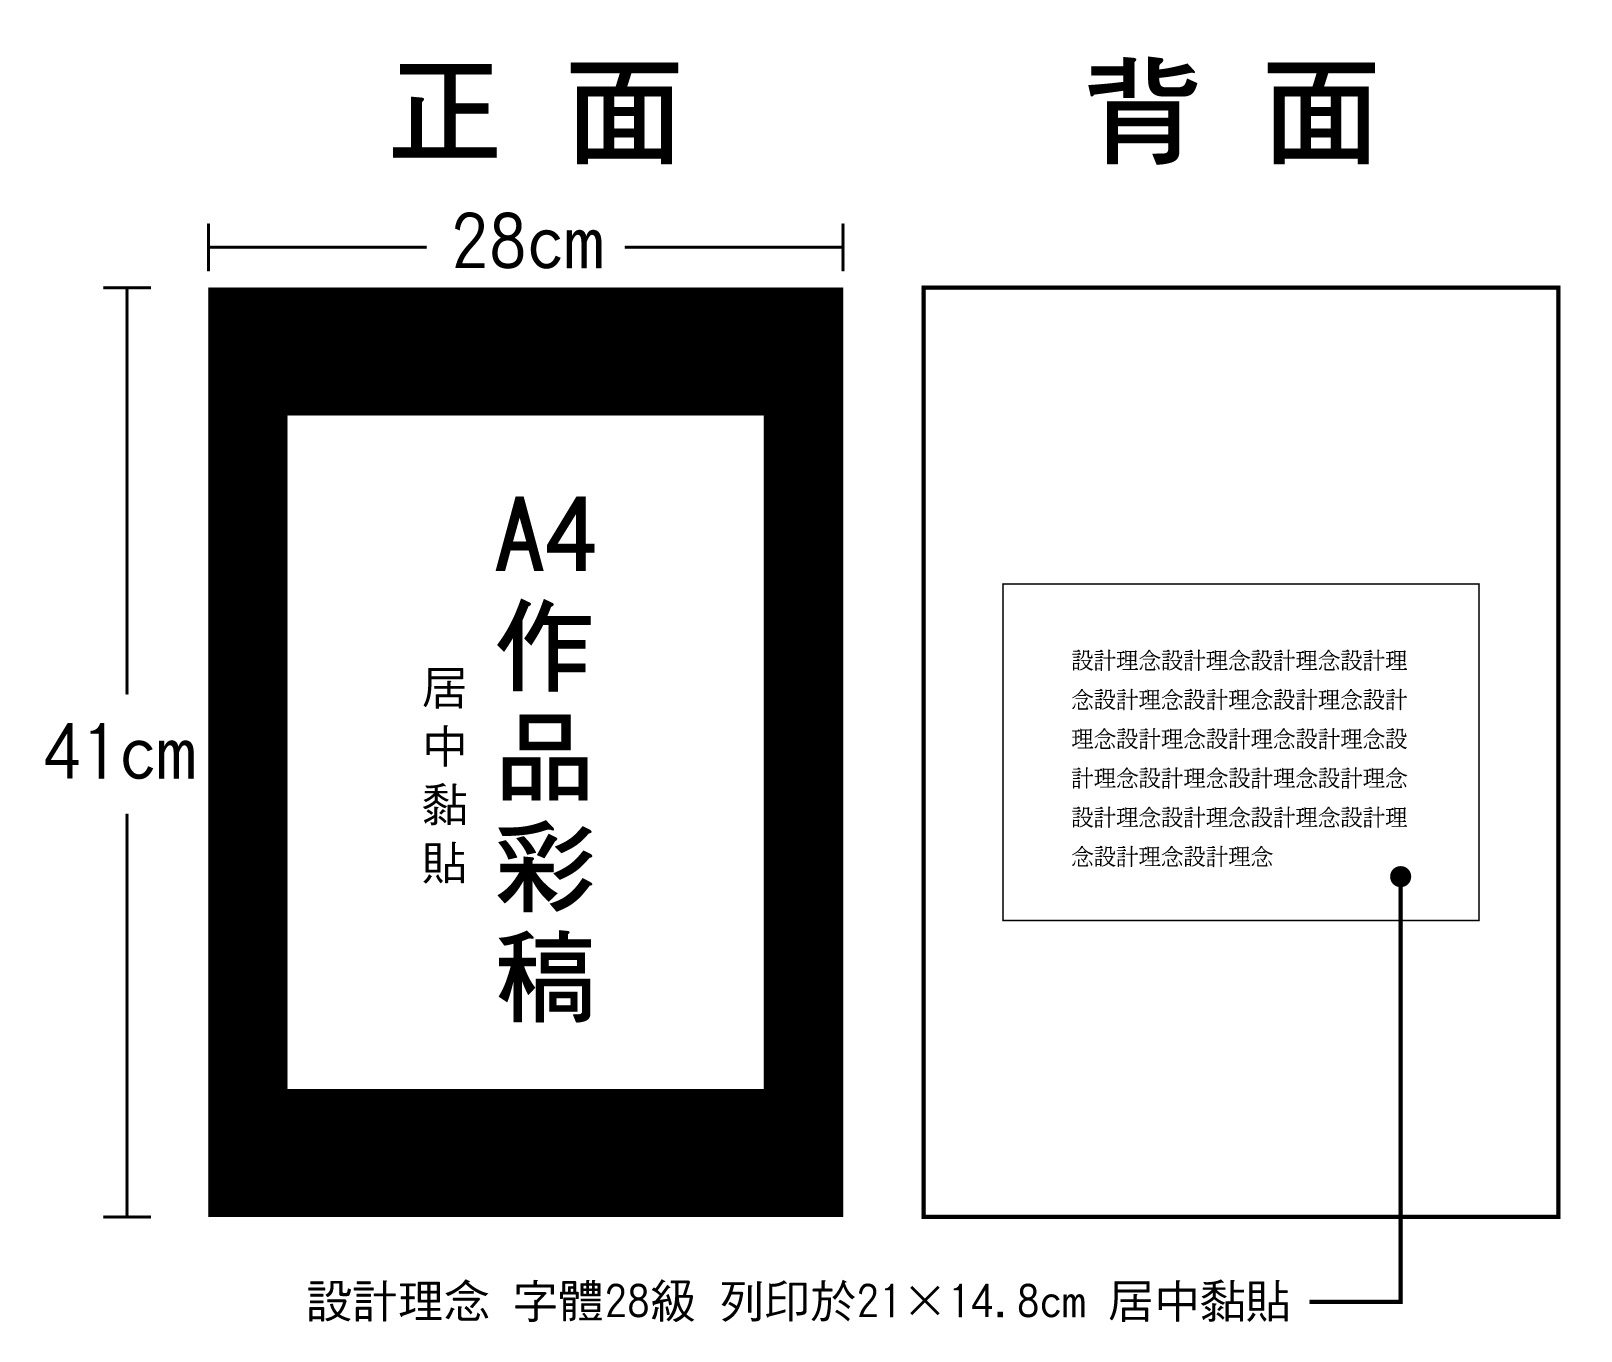 正面
背面
28cm
41cm
A4作品彩稿
居中黏貼
設計理念設計理念設計理念設計理
念設計理念設計理念設計理念設計
理念設計理念設計理念設計理念設
計理念設計理念設計理念設計理念
設計理念設計理念設計理念設計理
念設計理念設計理念
設計理念 字體28級 列印於21×14.8cm 居中黏貼